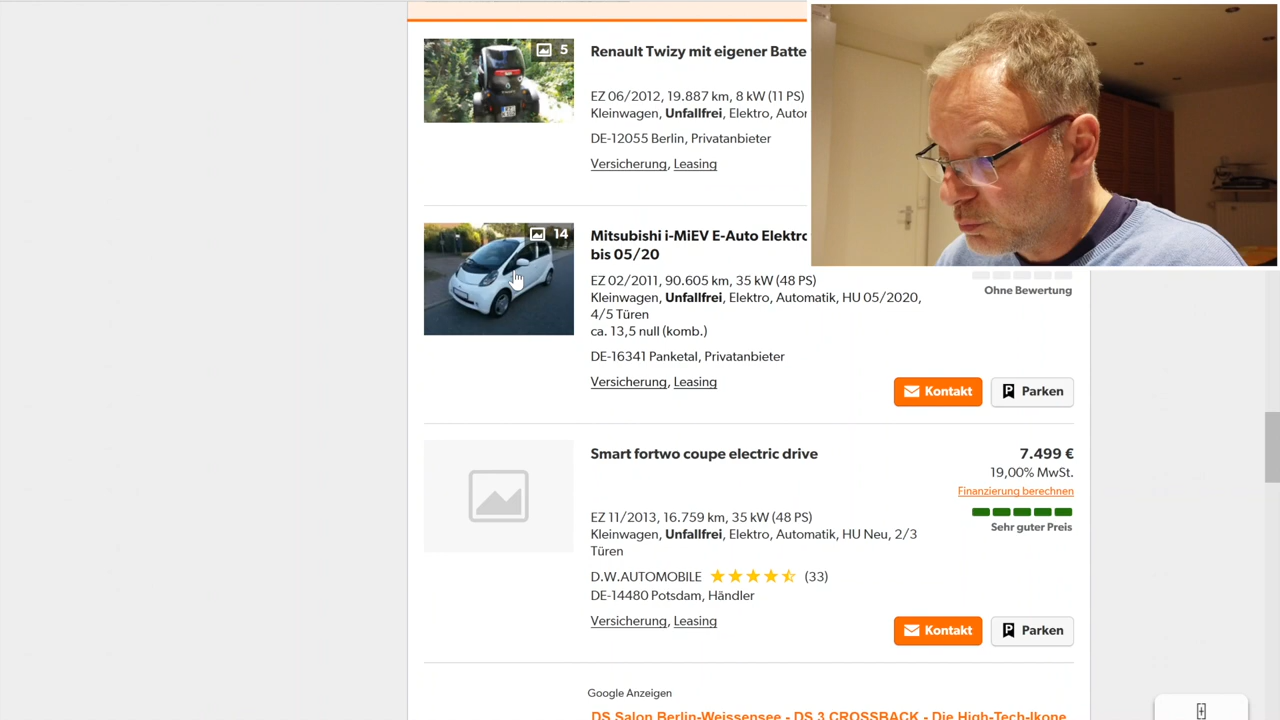 5
Renault Twizy mit eigener Batte
EZ 06/2012, 19.887 km, 8 kW (11 PS)
Kleinwagen, Unfallfrei, Elektro, Autor
DE-12055 Berlin, Privatanbieter
Versicherung, Leasing
14
Mitsubishi i-MiEV E-Auto Elektro
bis 05/20
EZ 02/2011, 90.605 km, 35 kW (48 PS)
Kleinwagen, Unfallfrei, Elektro, Automatik, HU 05/2020,
4/5 Türen
ca. 13,5 null (komb.)
DE-16341 Panketal, Privatanbieter
Versicherung, Leasing
Ohne Bewertung
Kontakt
Parken
Smart fortwo coupe electric drive
EZ 11/2013, 16.759 km, 35 kW (48 PS)
Kleinwagen, Unfallfrei, Elektro, Automatik, HU Neu, 2/3
Türen
D.W.AUTOMOBILE (33)
DE-14480 Potsdam, Händler
Versicherung, Leasing
7.499 €
19,00% MwSt.
Finanzierung berechnen
Sehr guter Preis
Kontakt
Parken
Google Anzeigen
DS Salon Berlin-Weissensee - DS 3 CROSSBACK - Die High-Tech-Ikone